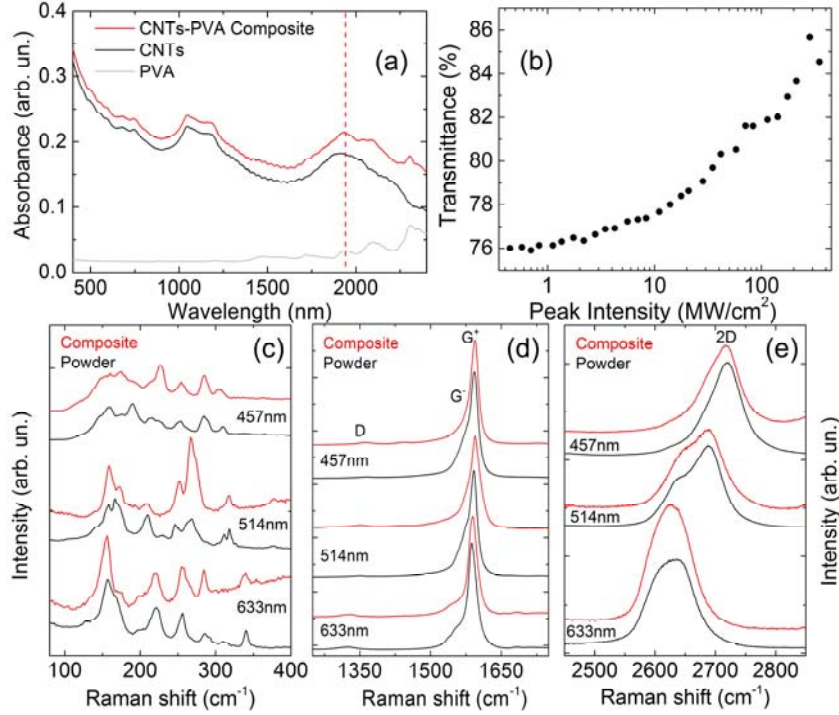 0.4
0.3
0.2
0.1
0.0
Absorbance (arb. un.)
CNTs-PVA Composite
CNTs
PVA
(a)
500 1000 1500 2000
Wavelength (nm)
86
84
82
80
78
76
Transmittance (%)
(b)
1 10 100
Peak Intensity (MW/cm²)
Intensity (arb. un.)
Composite
Powder
(c)
457nm
514nm
633nm
100 200 300 400
Raman shift (cm⁻¹)
Composite
Powder
G⁺
(d)
G⁻
D
457nm
514nm
633nm
1350 1500 1650
Raman shift (cm⁻¹)
Composite
Powder
2D
(e)
457nm
514nm
633nm
2500 2600 2700 2800
Raman shift (cm⁻¹)
Intensity (arb. un.)